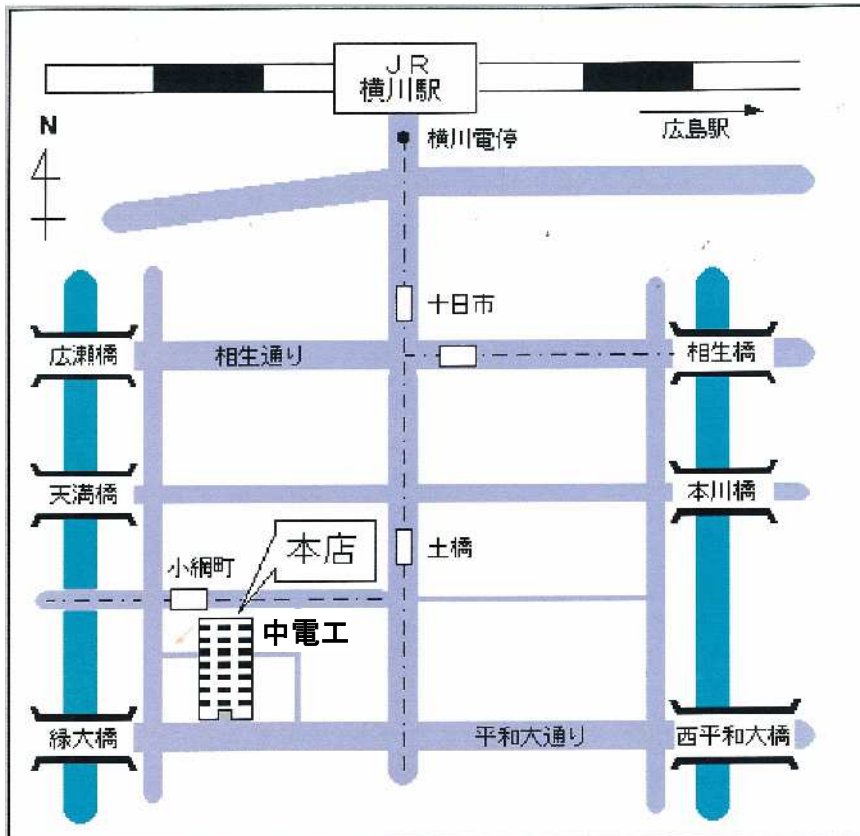 JR
横川駅
N
横川電停
広島駅
十日市
広瀬橋
相生通り
相生橋
天満橋
本川橋
本店
土橋
小網町
中電工
緑大橋
平和大通り
西平和大橋